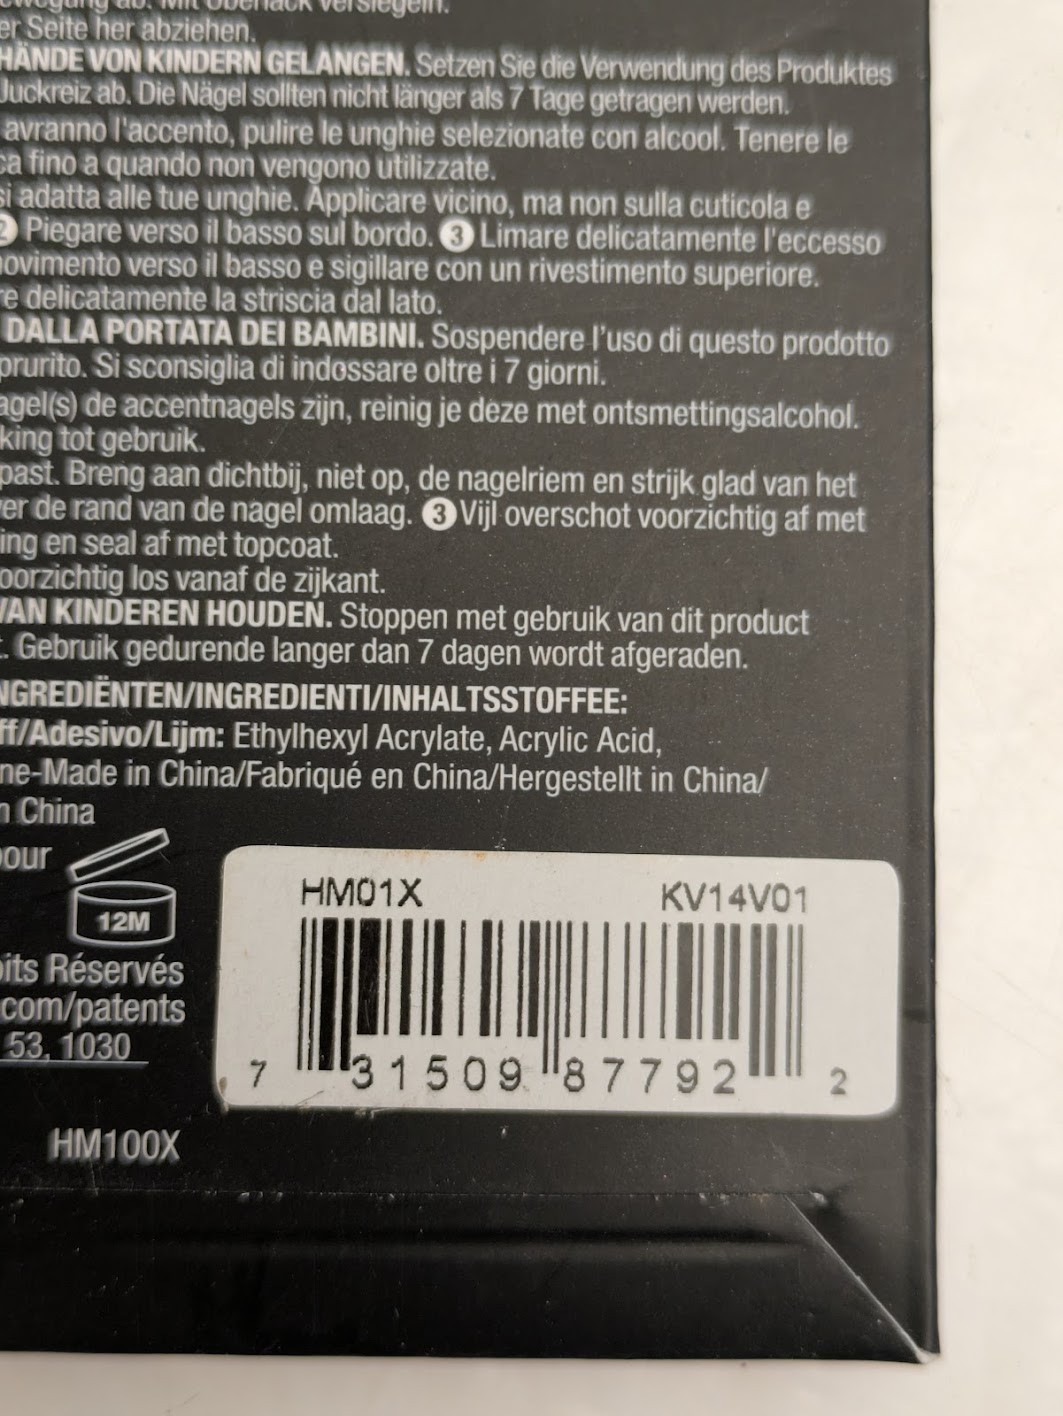 ab. Mit Überlack versiegeln.
er Seite her abziehen.
HÄNDE VON KINDERN GELANGEN. Setzen Sie die Verwendung des Produktes
Juckreiz ab. Die Nägel sollten nicht länger als 7 Tage getragen werden.
avranno l'accento, pulire le unghie selezionate con alcool. Tenere le
ca fino a quando non vengono utilizzate.
si adatta alle tue unghie. Applicare vicino, ma non sulla cuticola e
2 Piegare verso il basso sul bordo. 3 Limare delicatamente l'eccesso
movimento verso il basso e sigillare con un rivestimento superiore.
re delicatamente la striscia dal lato.
DALLA PORTATA DEI BAMBINI. Sospendere l'uso di questo prodotto
prurito. Si sconsiglia di indossare oltre i 7 giorni.
agel(s) de accentnagels zijn, reinig je deze met ontsmettingsalcohol.
king tot gebruik.
past. Breng aan dichtbij, niet op, de nagelriem en strijk glad van het
ver de rand van de nagel omlaag. 3 Vijl overschot voorzichtig af met
ing en seal af met topcoat.
oorzichtig los vanaf de zijkant.
VAN KINDEREN HOUDEN. Stoppen met gebruik van dit product
t. Gebruik gedurende langer dan 7 dagen wordt afgeraden.
NGREDIËNTEN/INGREDIENTI/INHALTSSTOFFEE:
ff/Adesivo/Lijm: Ethylhexyl Acrylate, Acrylic Acid,
ne-Made in China/Fabriqué en China/Hergestellt in China/
n China
pour
12M
oits Réservés
com/patents
53, 1030
HM100X
HM01X KV14V01
7 31509 87792 2